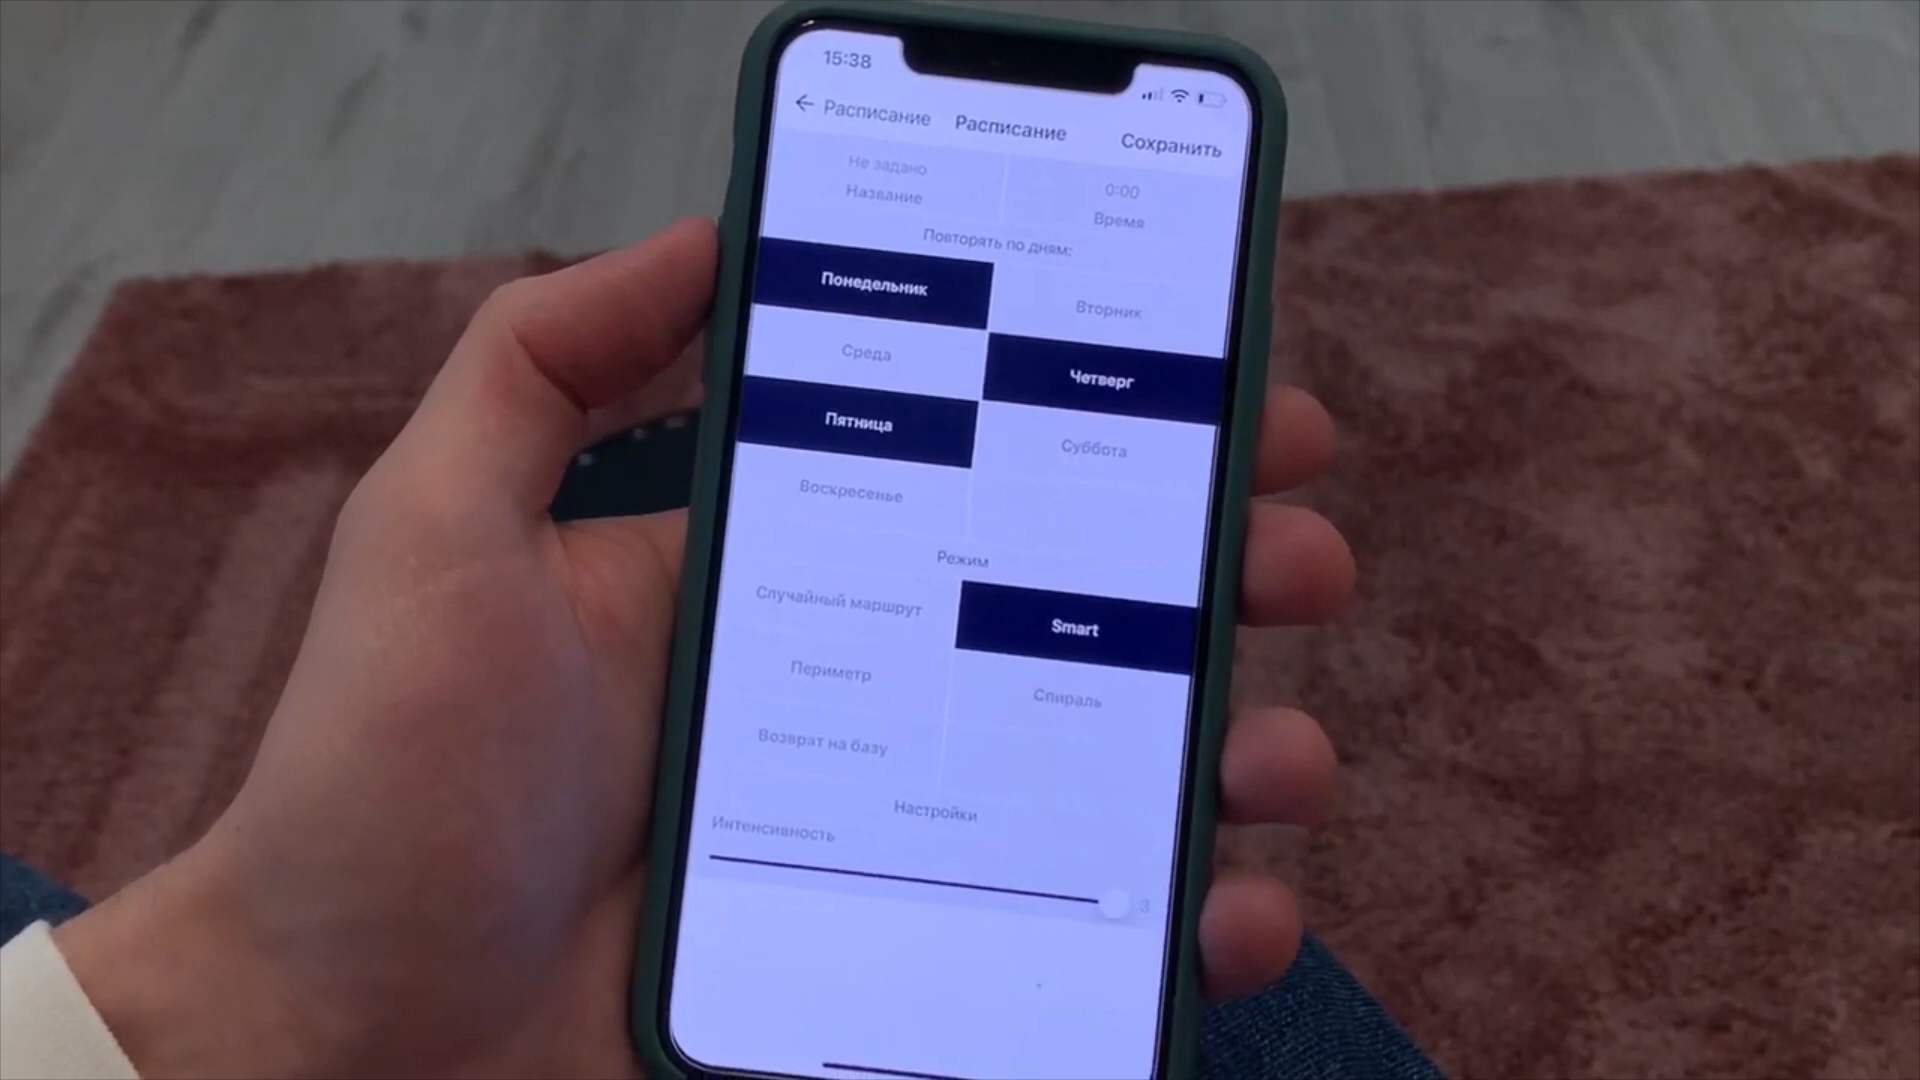 15:38
← Расписание Расписание Сохранить
Не задано 0:00
Название Время
Повторять по дням:
Понедельник Вторник
Среда Четверг
Пятница Суббота
Воскресенье
Режим
Случайный маршрут Smart
Периметр Спираль
Возврат на базу
Настройки
Интенсивность
3